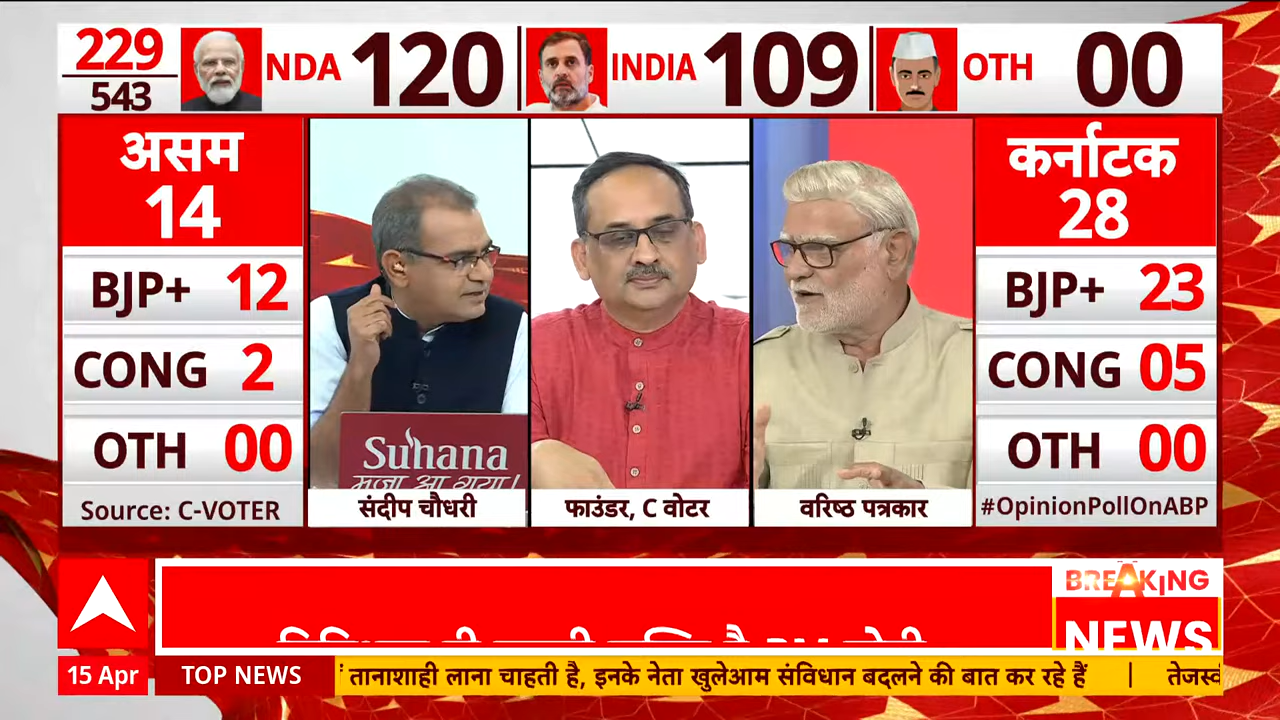 229
543
NDA 120
INDIA 109
OTH 00
असम
14
BJP+ 12
CONG 2
OTH 00
Source: C-VOTER
Suhana
मज़ा आ गया!
संदीप चौधरी
फाउंडर, C वोटर
वरिष्ठ पत्रकार
कर्नाटक
28
BJP+ 23
CONG 05
OTH 00
#OpinionPollOnABP
BREAKING
NEWS
15 Apr
TOP NEWS
तानाशाही लाना चाहती है, इनके नेता खुलेआम संविधान बदलने की बात कर रहे हैं |